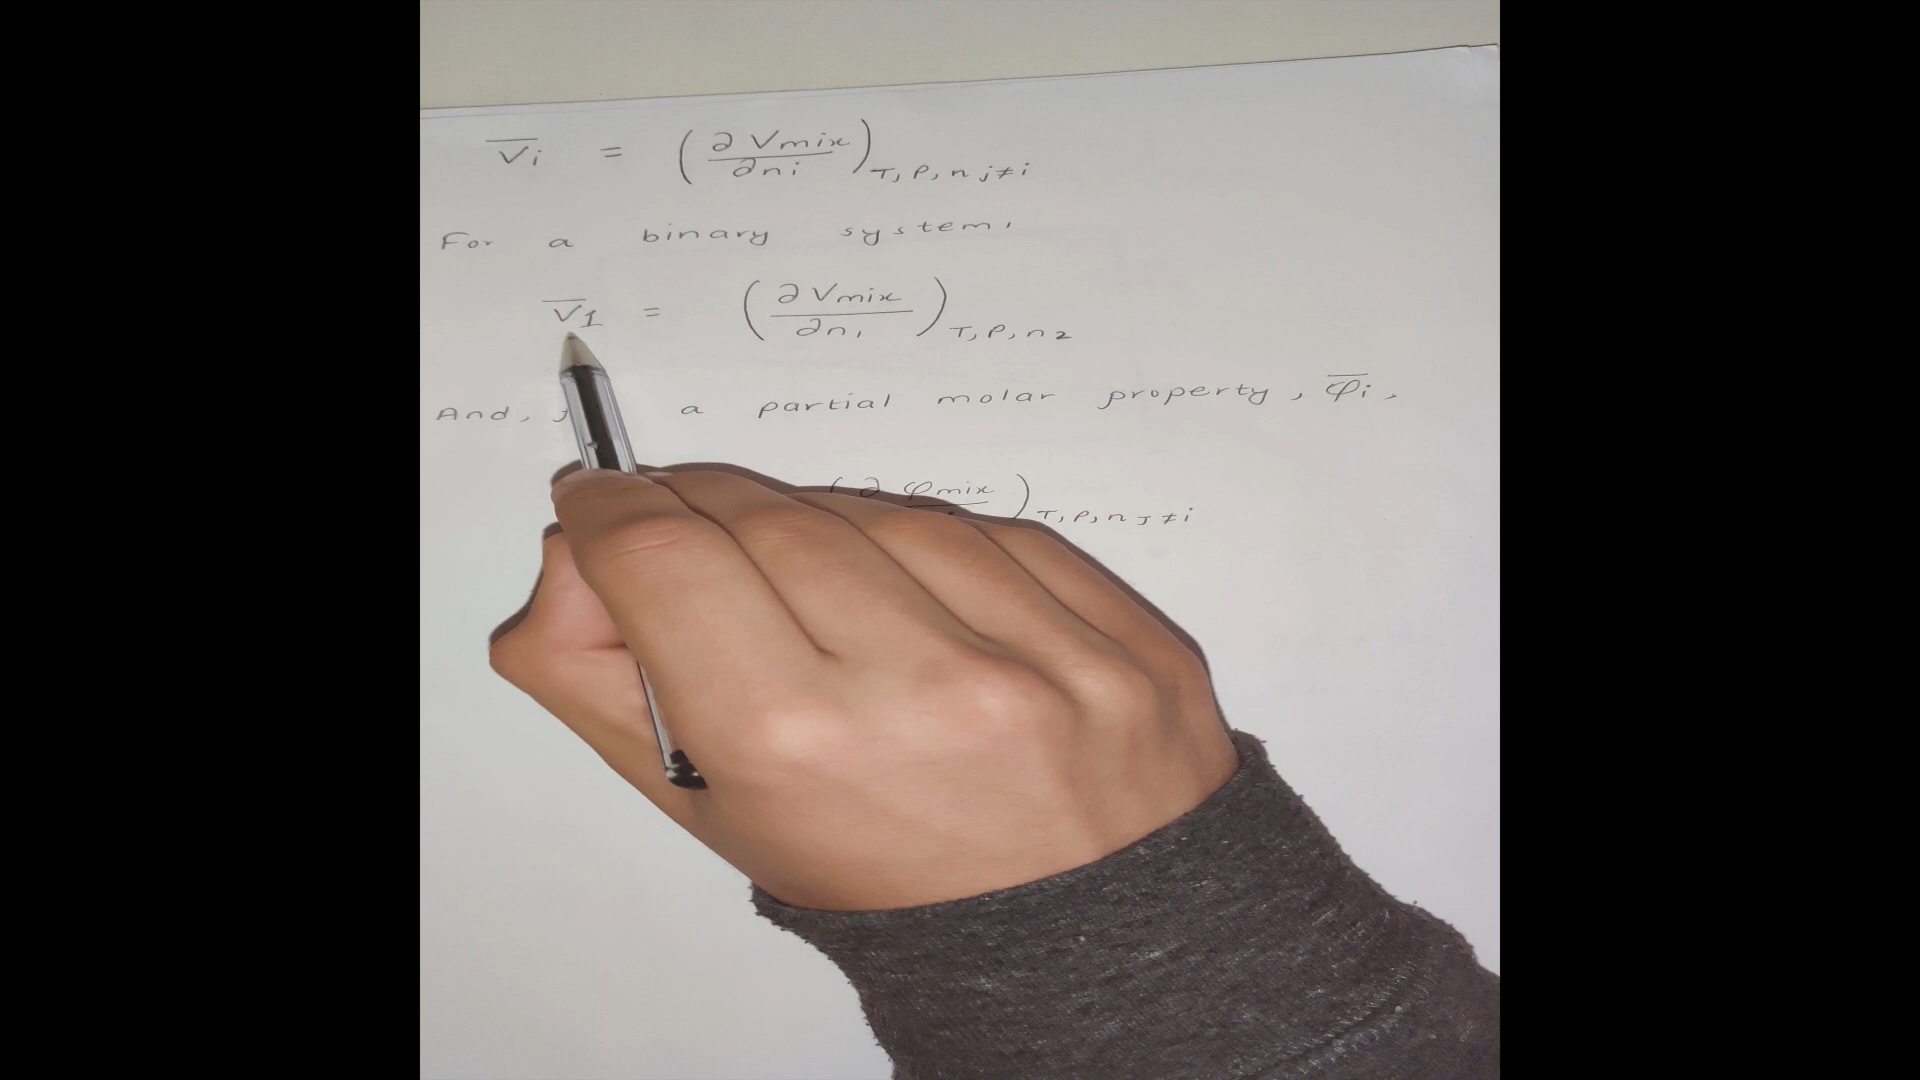 V̅i = (∂Vmix/∂ni)T,P,nj≠i
For a binary system,
V̅1 = (∂Vmix/∂n1)T,P,n2
And, a partial molar property, φ̅i,
(∂φmix/ i)T,P,nJ≠i